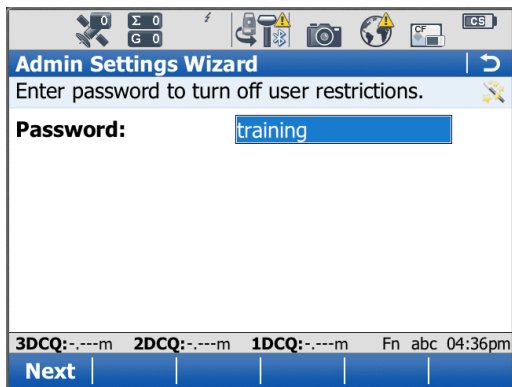 0 Σ 0 CS
G 0 CF
Admin Settings Wizard
Enter password to turn off user restrictions.
Password: training
3DCQ:-.---m 2DCQ:-.---m 1DCQ:-.---m Fn abc 04:36pm
Next